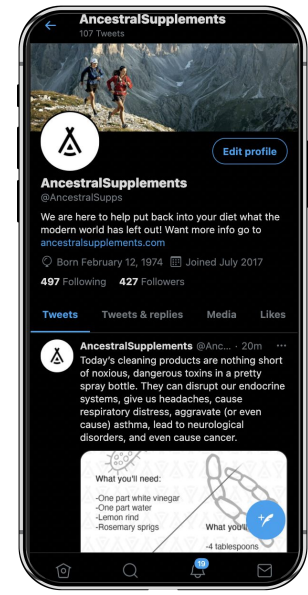 AncestralSupplements
107 Tweets
Edit profile
AncestralSupplements
@AncestralSupps
We are here to help put back into your diet what the
modern world has left out! Want more info go to
ancestralsupplements.com
Born February 12, 1974 Joined July 2017
497 Following 427 Followers
Tweets Tweets & replies Media Likes
AncestralSupplements @Anc... · 20m ...
Today's cleaning products are nothing short
of noxious, dangerous toxins in a pretty
spray bottle. They can disrupt our endocrine
systems, give us headaches, cause
respiratory distress, aggravate (or even
cause) asthma, lead to neurological
disorders, and even cause cancer.
What you'll need:
-One part white vinegar
-One part water
-Lemon rind
-Rosemary sprigs
What you'l
-4 tablespoons
19